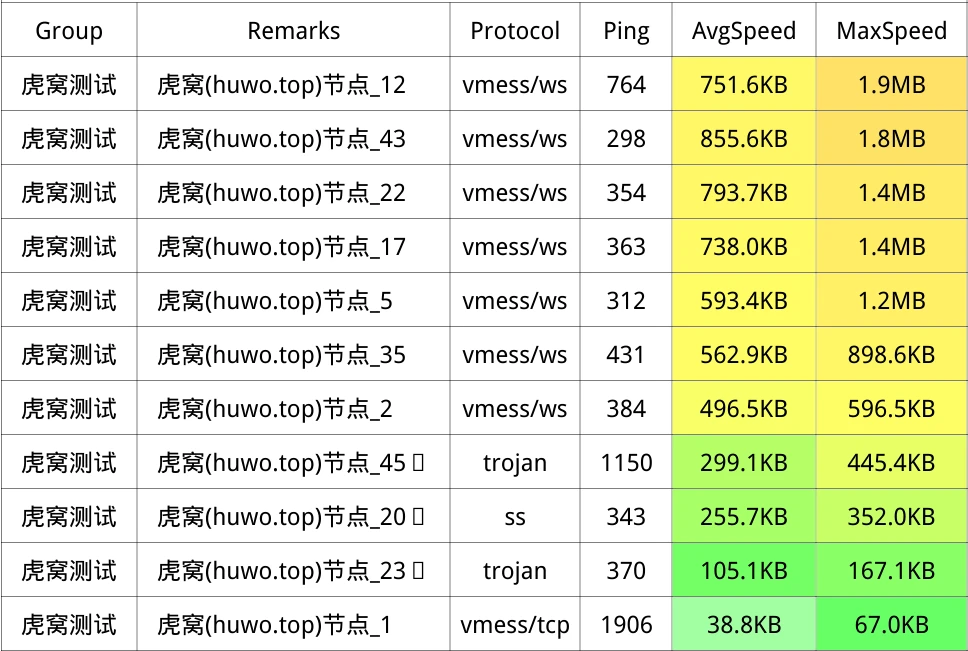 Group Remarks Protocol Ping AvgSpeed MaxSpeed
虎窝测试 虎窝(huwo.top)节点_12 vmess/ws 764 751.6KB 1.9MB
虎窝测试 虎窝(huwo.top)节点_43 vmess/ws 298 855.6KB 1.8MB
虎窝测试 虎窝(huwo.top)节点_22 vmess/ws 354 793.7KB 1.4MB
虎窝测试 虎窝(huwo.top)节点_17 vmess/ws 363 738.0KB 1.4MB
虎窝测试 虎窝(huwo.top)节点_5 vmess/ws 312 593.4KB 1.2MB
虎窝测试 虎窝(huwo.top)节点_35 vmess/ws 431 562.9KB 898.6KB
虎窝测试 虎窝(huwo.top)节点_2 vmess/ws 384 496.5KB 596.5KB
虎窝测试 虎窝(huwo.top)节点_45 trojan 1150 299.1KB 445.4KB
虎窝测试 虎窝(huwo.top)节点_20 ss 343 255.7KB 352.0KB
虎窝测试 虎窝(huwo.top)节点_23 trojan 370 105.1KB 167.1KB
虎窝测试 虎窝(huwo.top)节点_1 vmess/tcp 1906 38.8KB 67.0KB